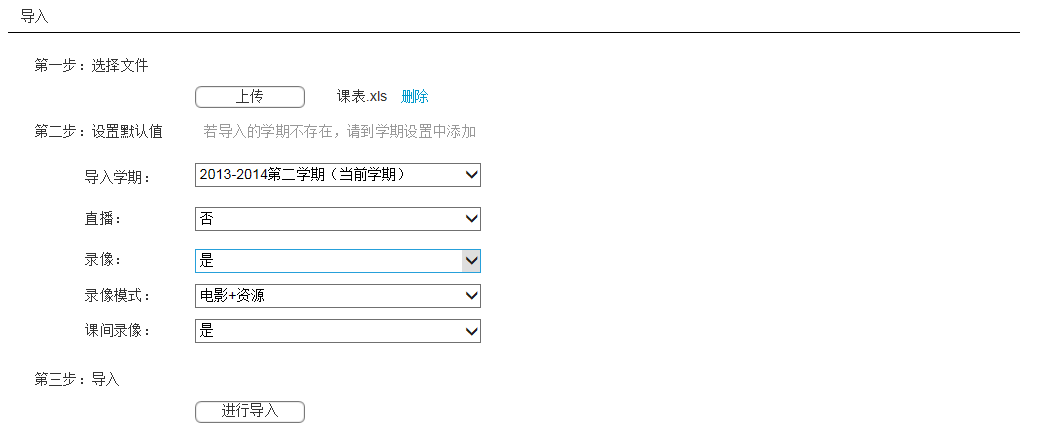 导入
第一步：选择文件
上传 课表.xls 删除
第二步：设置默认值 若导入的学期不存在，请到学期设置中添加
导入学期： 2013-2014第二学期（当前学期）
直播： 否
录像： 是
录像模式： 电影+资源
课间录像： 是
第三步：导入
进行导入